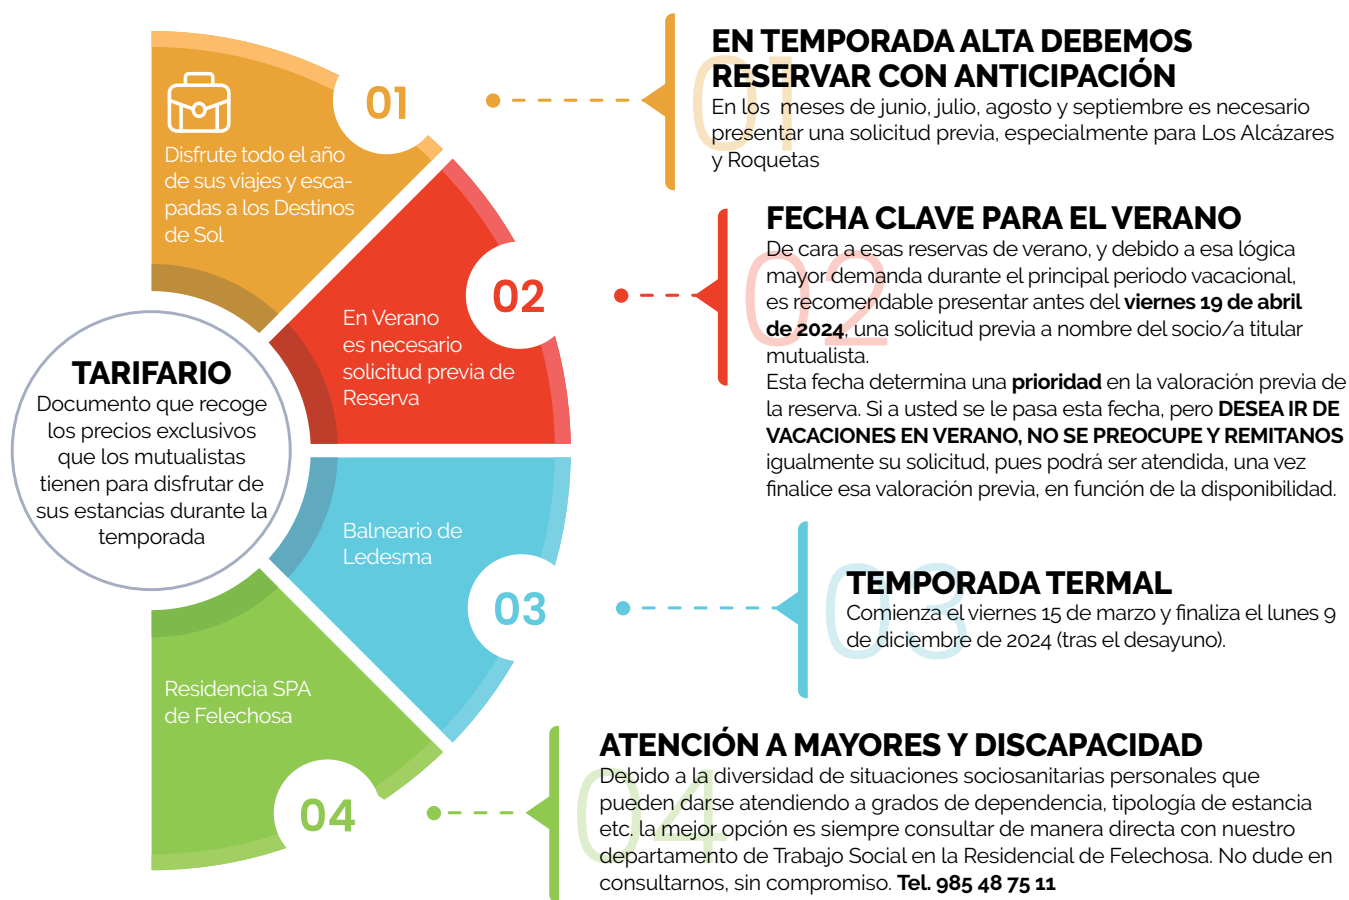 TARIFARIO
Documento que recoge
los precios exclusivos
que los mutualistas
tienen para disfrutar de
sus estancias durante la
temporada
Disfrute todo el año
de sus viajes y esca-
padas a los Destinos
de Sol
01
01
EN TEMPORADA ALTA DEBEMOS
RESERVAR CON ANTICIPACIÓN
En los meses de junio, julio, agosto y septiembre es necesario
presentar una solicitud previa, especialmente para Los Alcázares
y Roquetas
En Verano
es necesario
solicitud previa de
Reserva
02
02
FECHA CLAVE PARA EL VERANO
De cara a esas reservas de verano, y debido a esa lógica
mayor demanda durante el principal periodo vacacional,
es recomendable presentar antes del viernes 19 de abril
de 2024, una solicitud previa a nombre del socio/a titular
mutualista.
Esta fecha determina una prioridad en la valoración previa de
la reserva. Si a usted se le pasa esta fecha, pero DESEA IR DE
VACACIONES EN VERANO, NO SE PREOCUPE Y REMITANOS
igualmente su solicitud, pues podrá ser atendida, una vez
finalice esa valoración previa, en función de la disponibilidad.
Balneario de
Ledesma
03
03
TEMPORADA TERMAL
Comienza el viernes 15 de marzo y finaliza el lunes 9
de diciembre de 2024 (tras el desayuno).
Residencia SPA
de Felechosa
04
04
ATENCIÓN A MAYORES Y DISCAPACIDAD
Debido a la diversidad de situaciones sociosanitarias personales que
pueden darse atendiendo a grados de dependencia, tipología de estancia
etc. la mejor opción es siempre consultar de manera directa con nuestro
departamento de Trabajo Social en la Residencial de Felechosa. No dude en
consultarnos, sin compromiso. Tel. 985 48 75 11